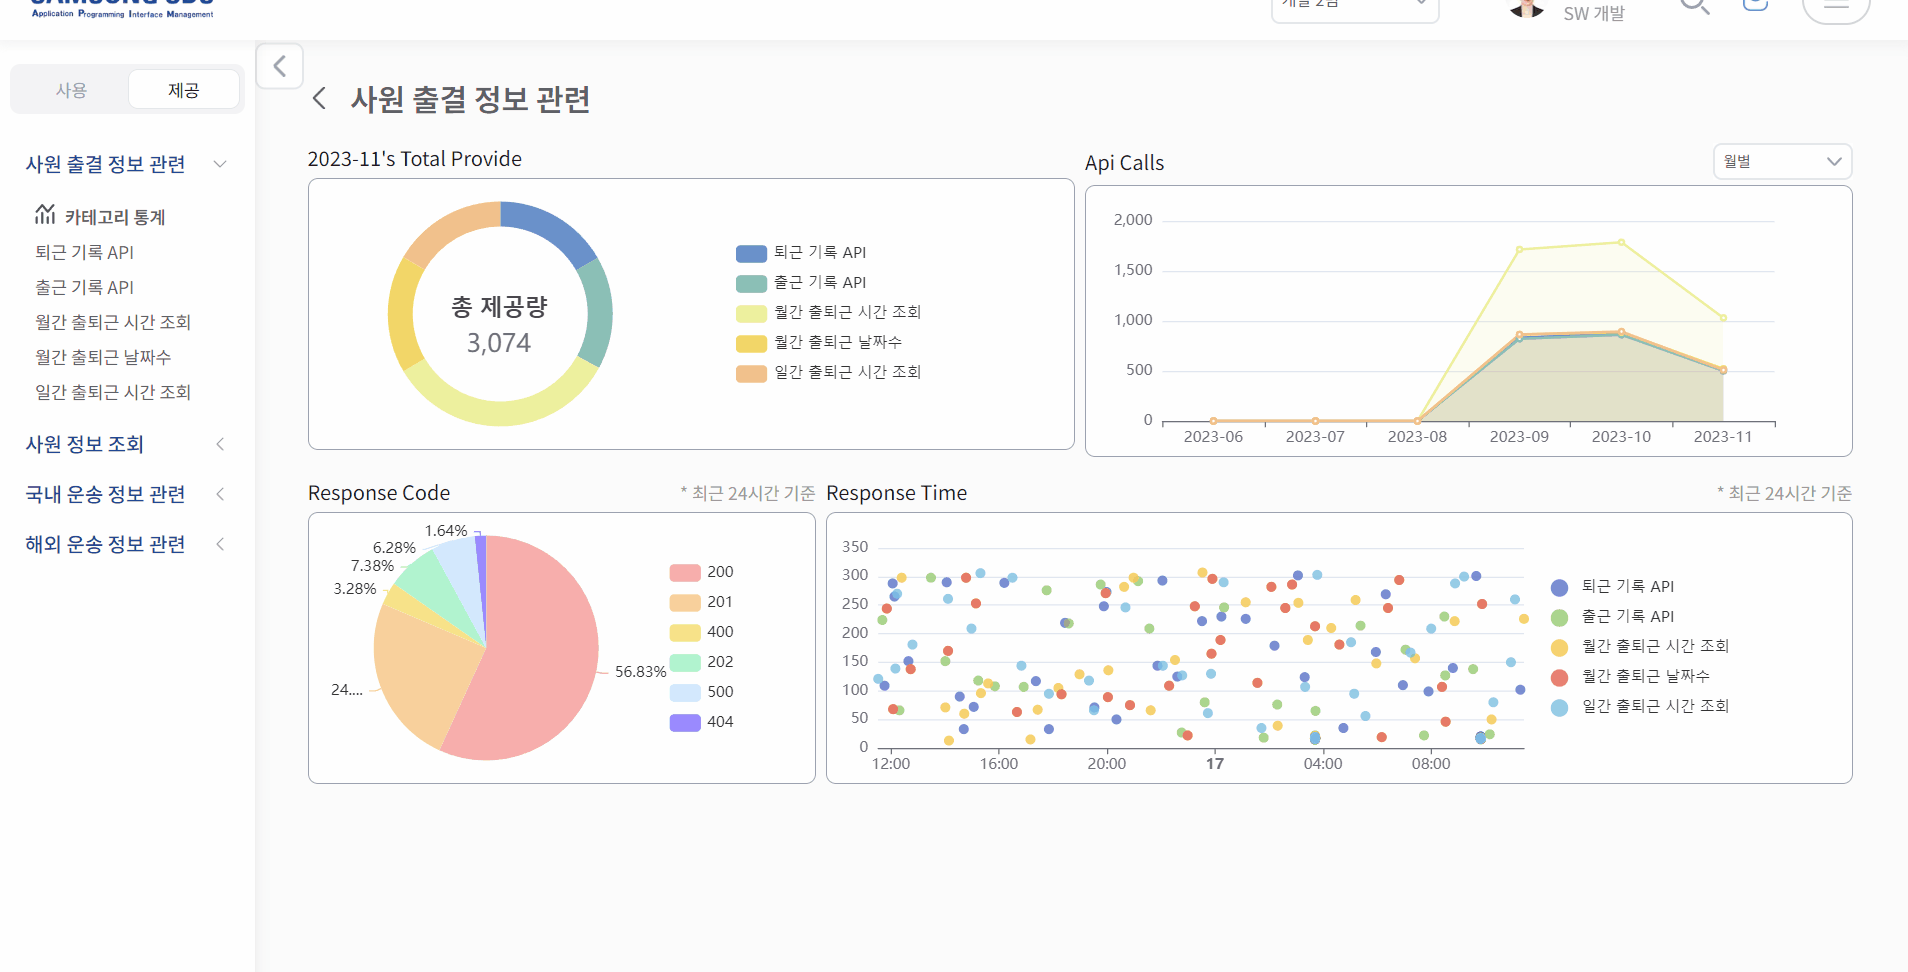 SAMSUNG SDS
Application Programming Interface Management
개발 2팀
SW 개발
사용
제공
사원 출결 정보 관련
카테고리 통계
퇴근 기록 API
출근 기록 API
월간 출퇴근 시간 조회
월간 출퇴근 날짜수
일간 출퇴근 시간 조회
사원 정보 조회
국내 운송 정보 관련
해외 운송 정보 관련
사원 출결 정보 관련
2023-11's Total Provide
총 제공량
3,074
퇴근 기록 API
출근 기록 API
월간 출퇴근 시간 조회
월간 출퇴근 날짜수
일간 출퇴근 시간 조회
Api Calls
월별
2,000
1,500
1,000
500
0
2023-06
2023-07
2023-08
2023-09
2023-10
2023-11
Response Code
* 최근 24시간 기준
1.64%
6.28%
7.38%
3.28%
24....
56.83%
200
201
400
202
500
404
Response Time
* 최근 24시간 기준
350
300
250
200
150
100
50
0
12:00
16:00
20:00
17
04:00
08:00
퇴근 기록 API
출근 기록 API
월간 출퇴근 시간 조회
월간 출퇴근 날짜수
일간 출퇴근 시간 조회